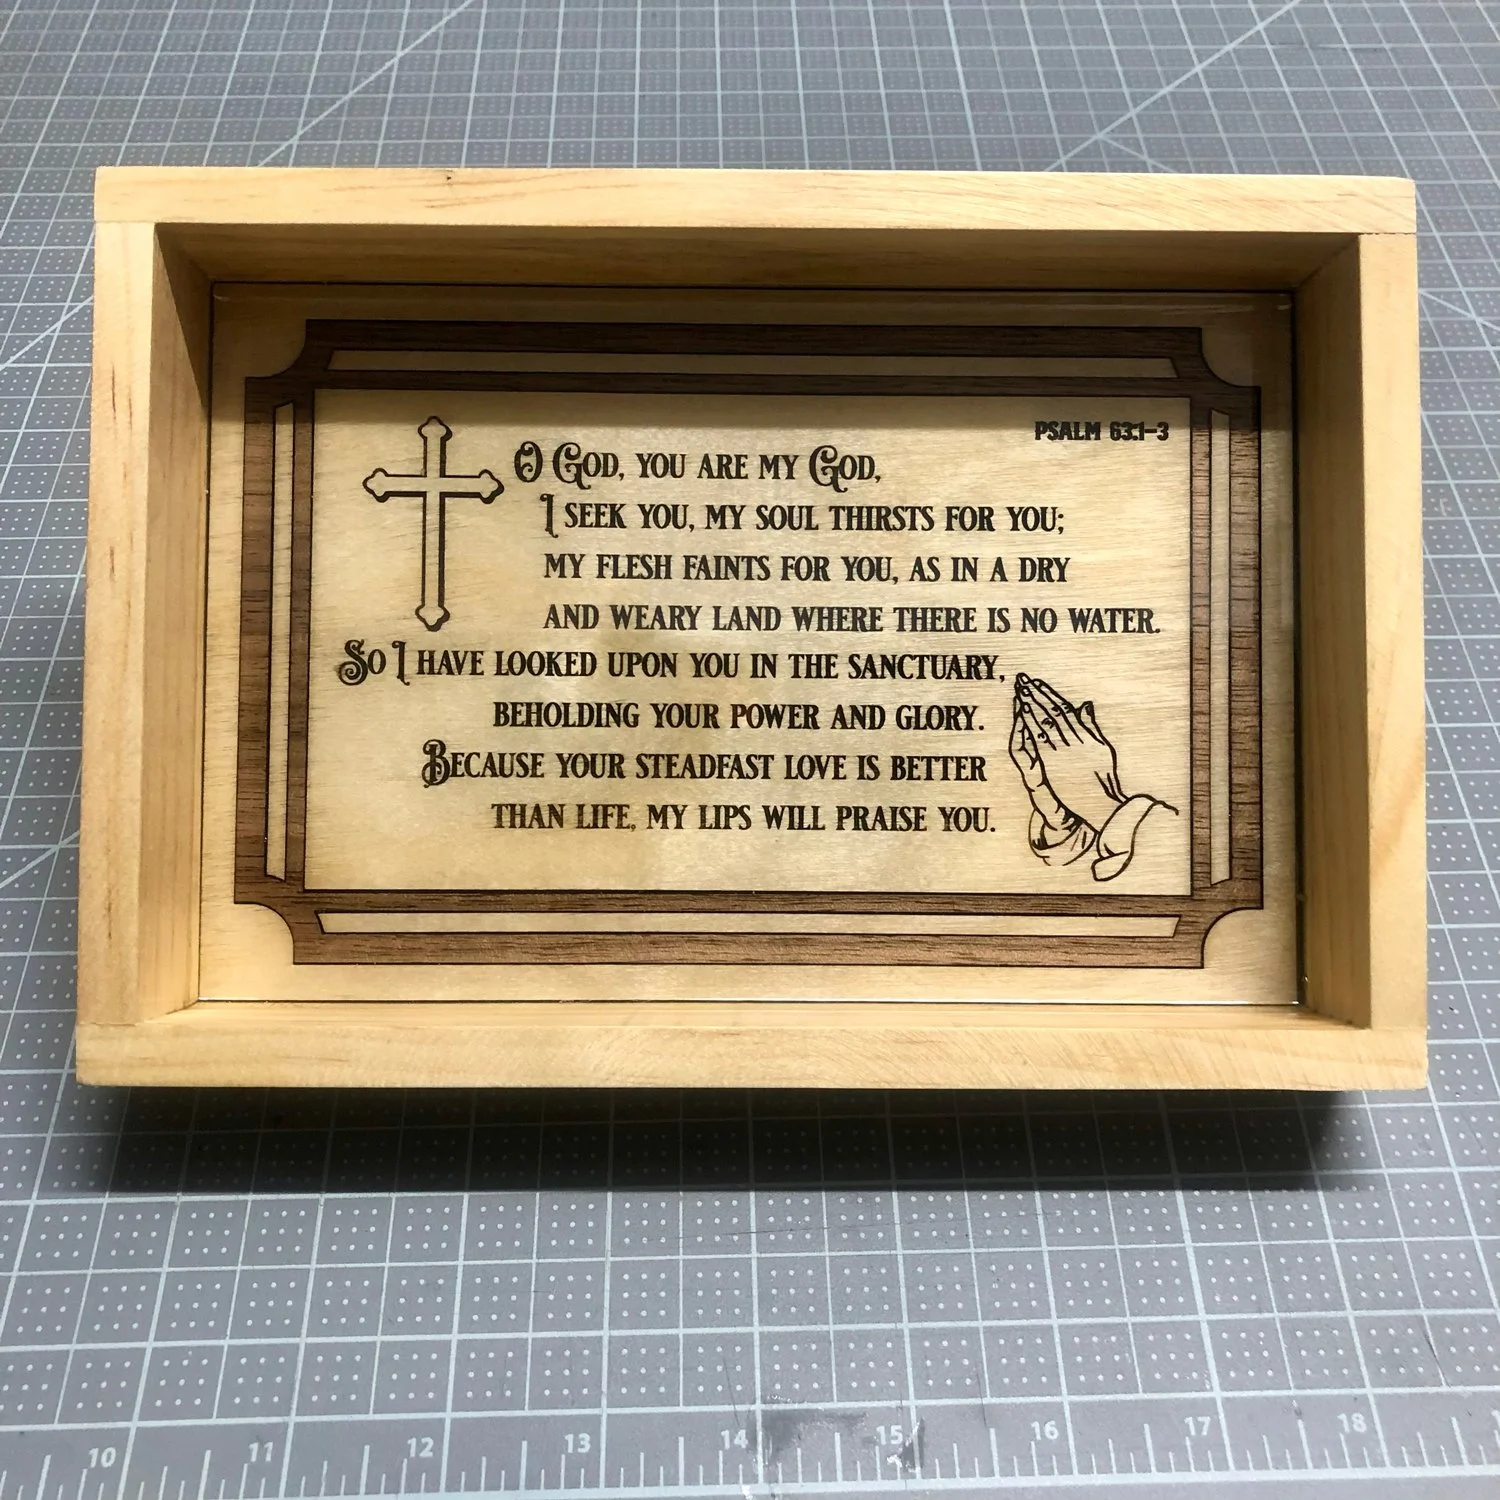 PSALM 63:1-3
O GOD, YOU ARE MY GOD,
I SEEK YOU, MY SOUL THIRSTS FOR YOU;
MY FLESH FAINTS FOR YOU, AS IN A DRY
AND WEARY LAND WHERE THERE IS NO WATER.
SO I HAVE LOOKED UPON YOU IN THE SANCTUARY,
BEHOLDING YOUR POWER AND GLORY.
BECAUSE YOUR STEADFAST LOVE IS BETTER
THAN LIFE, MY LIPS WILL PRAISE YOU.
10 11 12 13 14 15 16 17 18